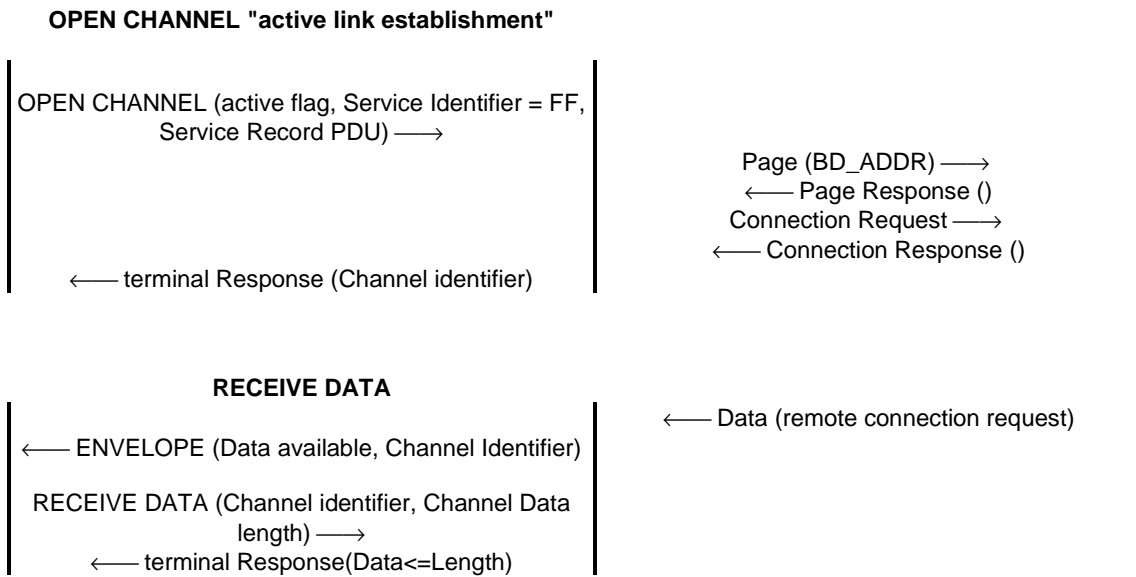 OPEN CHANNEL "active link establishment"
OPEN CHANNEL (active flag, Service Identifier = FF,
Service Record PDU) ⟶
Page (BD_ADDR) ⟶
⟵ Page Response ()
Connection Request ⟶
⟵ Connection Response ()
⟵ terminal Response (Channel identifier)
RECEIVE DATA
⟵ Data (remote connection request)
⟵ ENVELOPE (Data available, Channel Identifier)
RECEIVE DATA (Channel identifier, Channel Data
length) ⟶
⟵ terminal Response(Data<=Length)